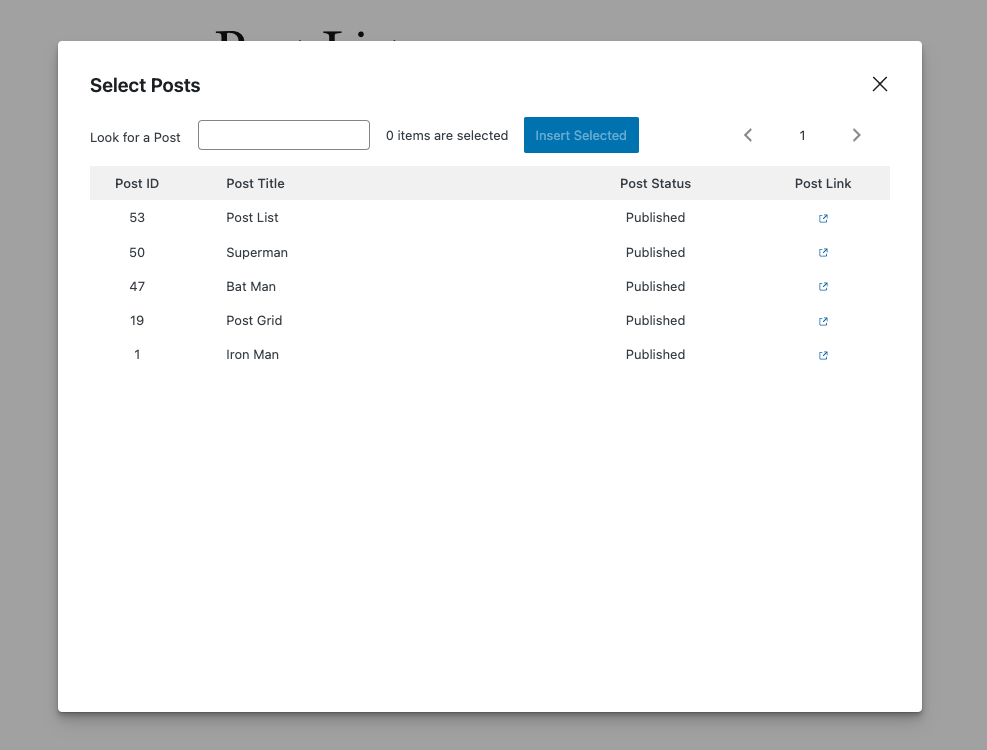 Select Posts
Look for a Post 0 items are selected Insert Selected 1
Post ID Post Title Post Status Post Link
53 Post List Published
50 Superman Published
47 Bat Man Published
19 Post Grid Published
1 Iron Man Published